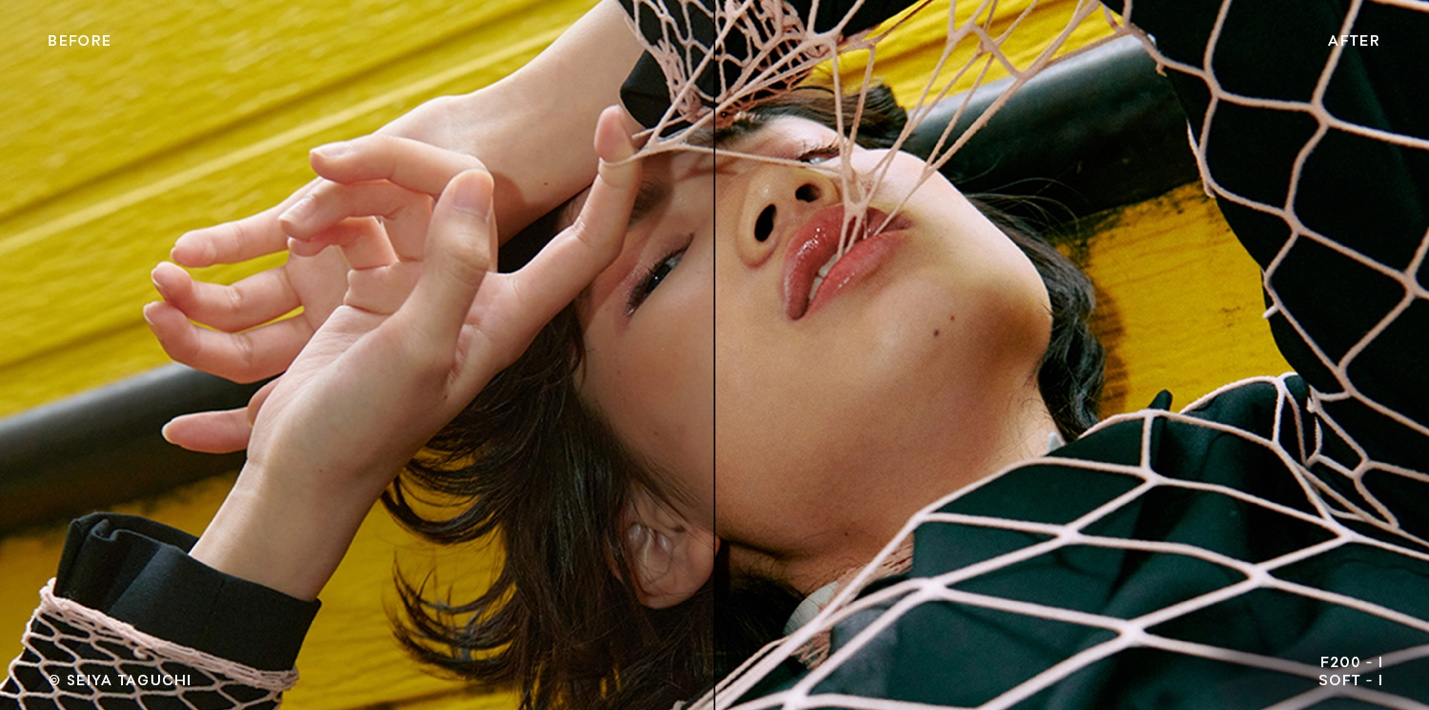 BEFORE
AFTER
© SEIYA TAGUCHI
F200 - I
SOFT - I